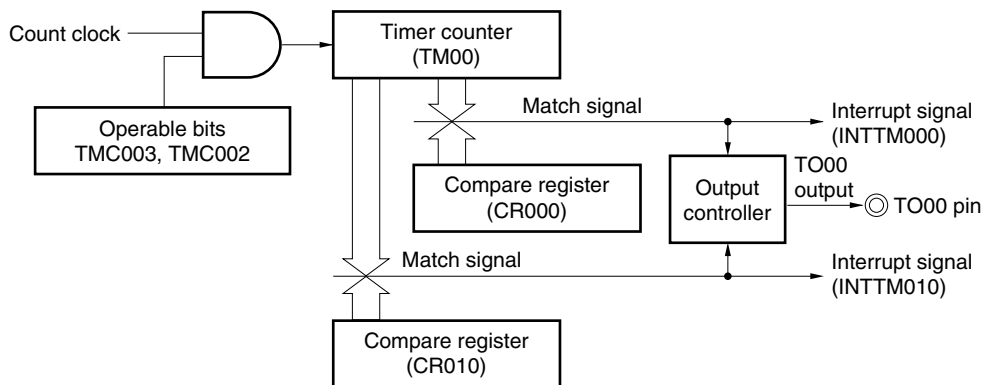 Count clock
Timer counter
(TM00)
Operable bits
TMC003, TMC002
Match signal
Interrupt signal
(INTTM000)
Compare register
(CR000)
Output
controller
TO00
output
TO00 pin
Match signal
Interrupt signal
(INTTM010)
Compare register
(CR010)